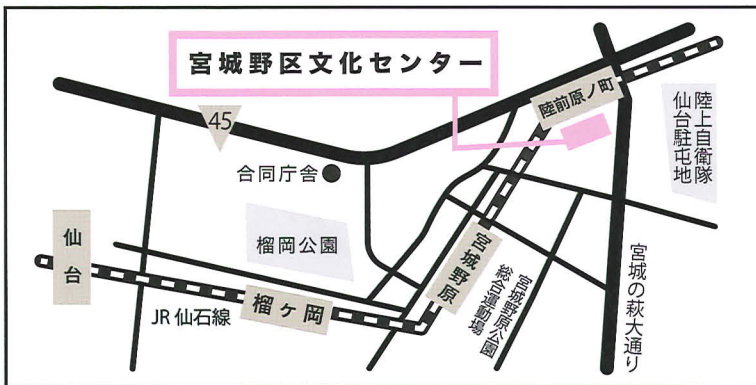 宮城野区文化センター
45
陸前原ノ町
陸上自衛隊
仙台駐屯地
合同庁舎
榴岡公園
仙台
JR仙石線
榴ヶ岡
宮城野原
宮城野原公園
総合運動場
宮城の萩大通り